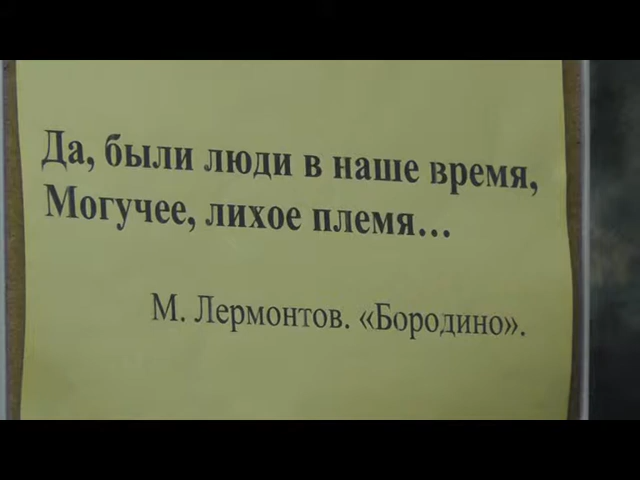 Да, были люди в наше время,
Могучее, лихое племя...
М. Лермонтов. «Бородино».